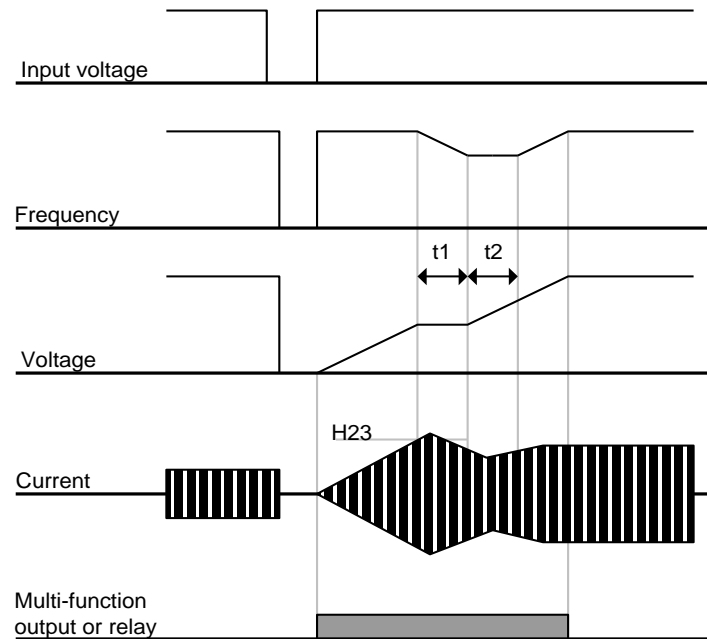 Input voltage
Frequency
t1
t2
Voltage
H23
Current
Multi-function
output or relay